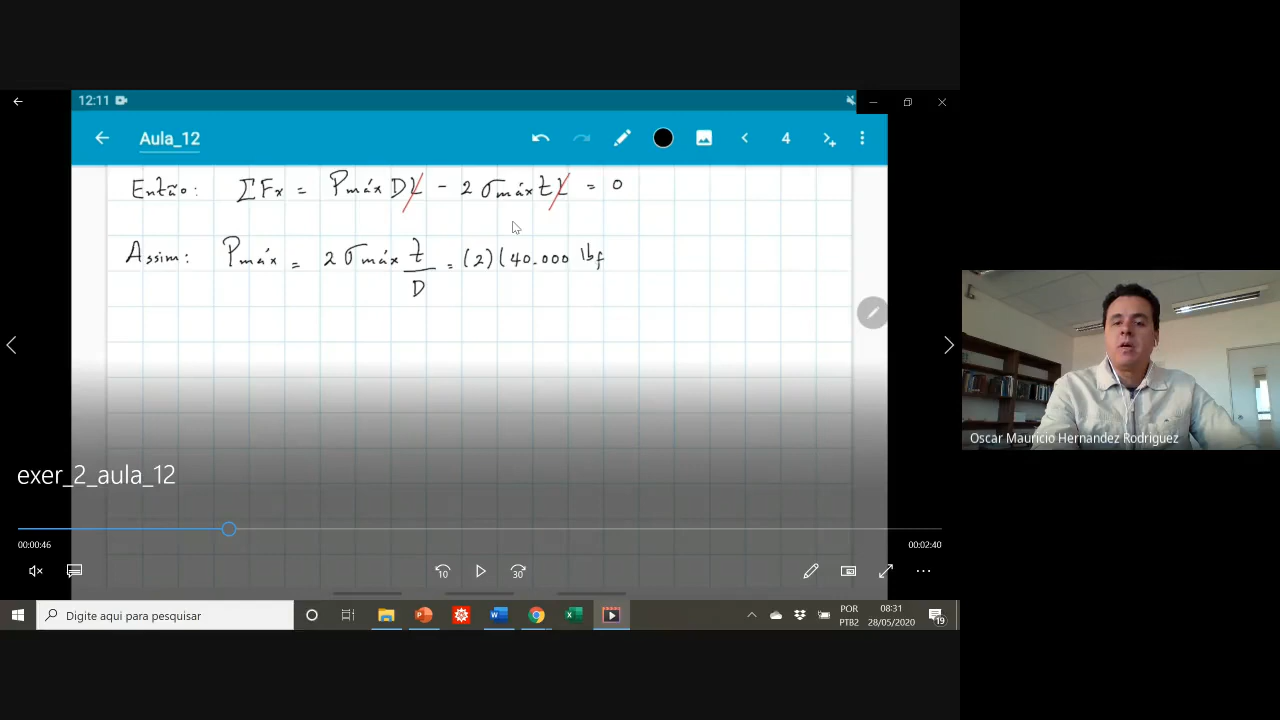 12:11
Aula_12
4
Então: ΣFx = Pmáx D L - 2 σmáx t L = 0
Assim: Pmáx = 2 σmáx t/D = (2)(40.000 lbf
Oscar Mauricio Hernandez Rodriguez
exer_2_aula_12
00:00:46
00:02:40
10
30
Digite aqui para pesquisar
POR
PTB2
08:31
28/05/2020
19